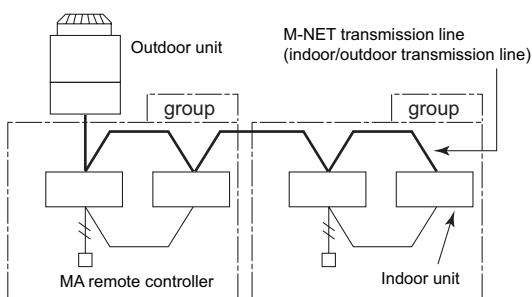 M-NET transmission line
(indoor/outdoor transmission line)
Outdoor unit
group
group
MA remote controller
Indoor unit